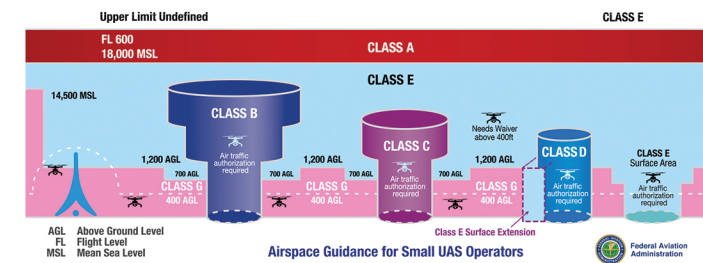 Upper Limit Undefined
CLASS E
FL 600
18,000 MSL
CLASS A
CLASS E
14,500 MSL
CLASS B
Air traffic
authorization
required
CLASS C
Air traffic
authorization
required
Needs Waiver
above 400ft
CLASS D
Air traffic
authorization
required
CLASS E
Surface Area
Air traffic
authorization
required
1,200 AGL
700 AGL
CLASS G
400 AGL
700 AGL
1,200 AGL
CLASS G
400 AGL
700 AGL
700 AGL
1,200 AGL
CLASS G
400 AGL
Class E Surface Extension
AGL Above Ground Level
FL Flight Level
MSL Mean Sea Level
Airspace Guidance for Small UAS Operators
Federal Aviation
Administration